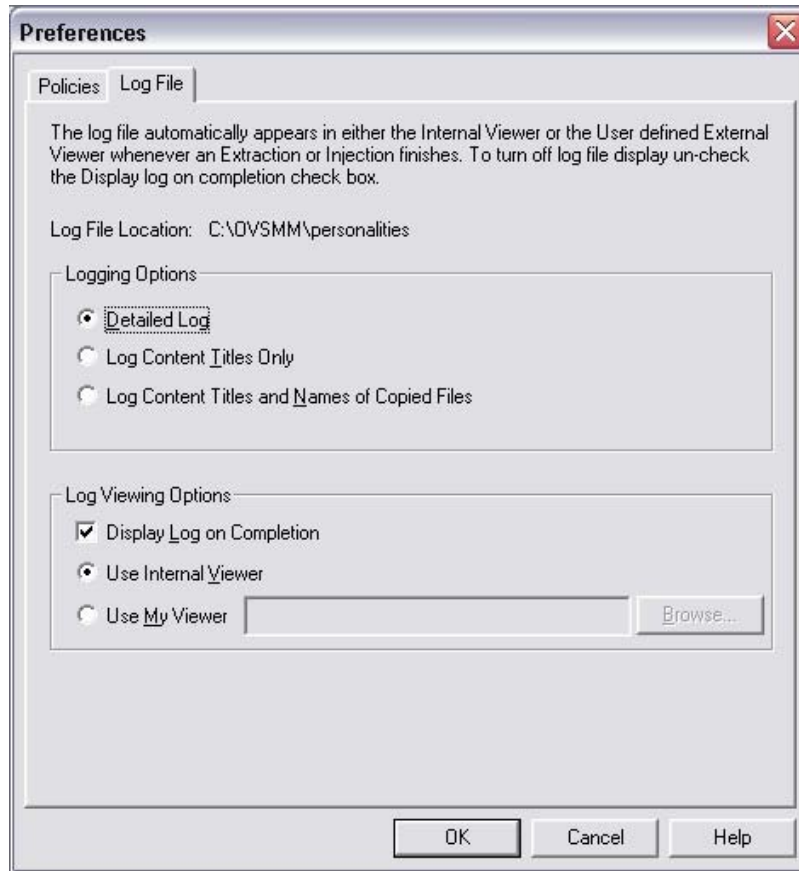 Preferences
Policies
Log File
The log file automatically appears in either the Internal Viewer or the User defined External
Viewer whenever an Extraction or Injection finishes. To turn off log file display un-check
the Display log on completion check box.
Log File Location: C:\OVSMM\personalities
Logging Options
Detailed Log
Log Content Titles Only
Log Content Titles and Names of Copied Files
Log Viewing Options
Display Log on Completion
Use Internal Viewer
Use My Viewer
Browse...
OK
Cancel
Help